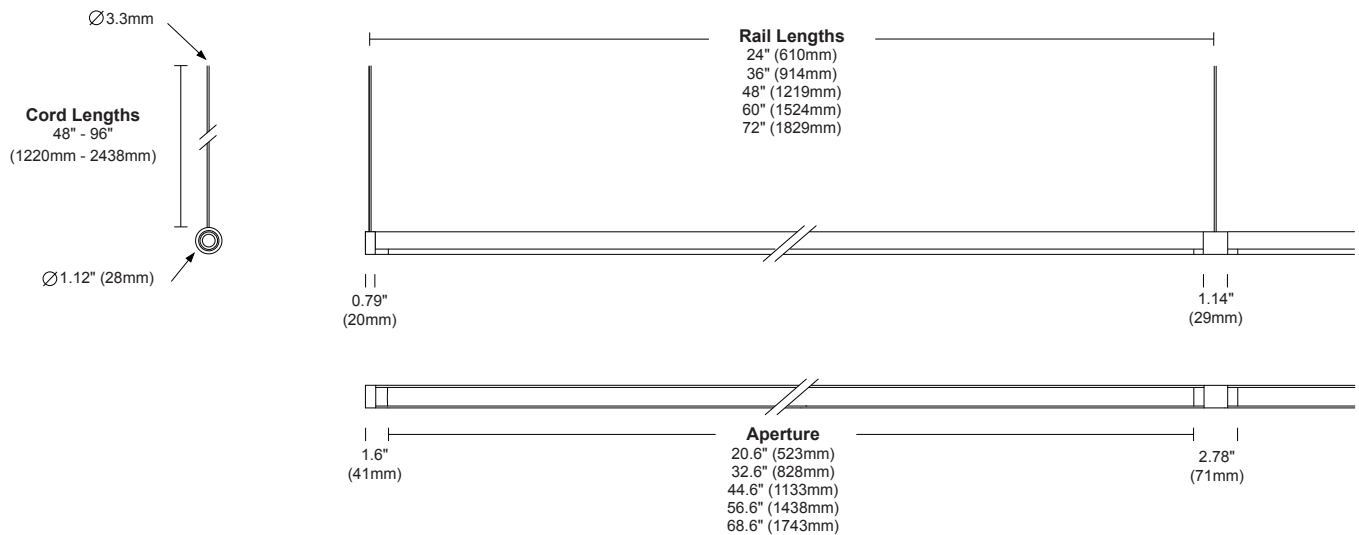 Ø3.3mm
Cord Lengths
48" - 96"
(1220mm - 2438mm)
Ø1.12" (28mm)
Rail Lengths
24" (610mm)
36" (914mm)
48" (1219mm)
60" (1524mm)
72" (1829mm)
0.79"
(20mm)
1.14"
(29mm)
1.6"
(41mm)
Aperture
20.6" (523mm)
32.6" (828mm)
44.6" (1133mm)
56.6" (1438mm)
68.6" (1743mm)
2.78"
(71mm)